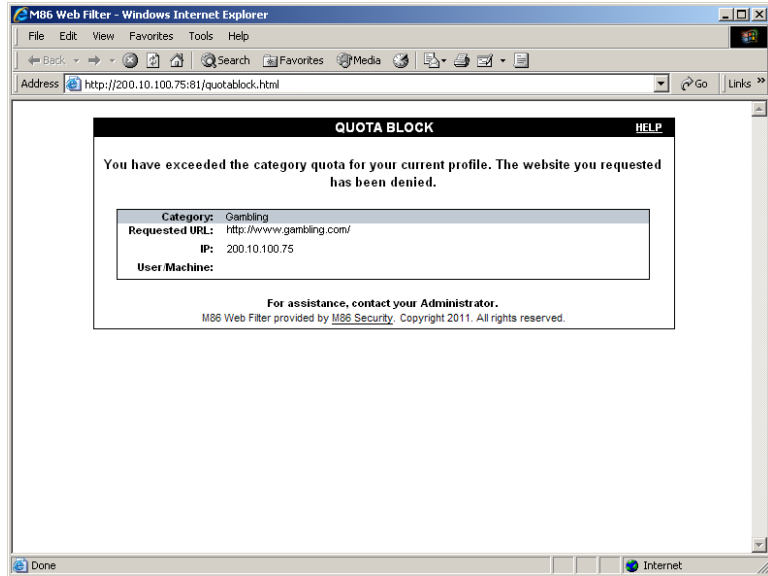 M86 Web Filter - Windows Internet Explorer
File Edit View Favorites Tools Help
Back Search Favorites Media
Address http://200.10.100.75:81/quotablock.html Go Links »
QUOTA BLOCK HELP
You have exceeded the category quota for your current profile. The website you requested
has been denied.
Category: Gambling
Requested URL: http://www.gambling.com/
IP: 200.10.100.75
User/Machine:
For assistance, contact your Administrator.
M86 Web Filter provided by M86 Security. Copyright 2011. All rights reserved.
Done Internet